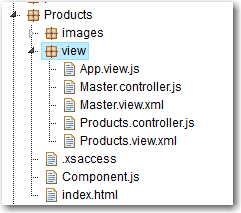 Products
images
view
App.view.js
Master.controller.js
Master.view.xml
Products.controller.js
Products.view.xml
.xsaccess
Component.js
index.html